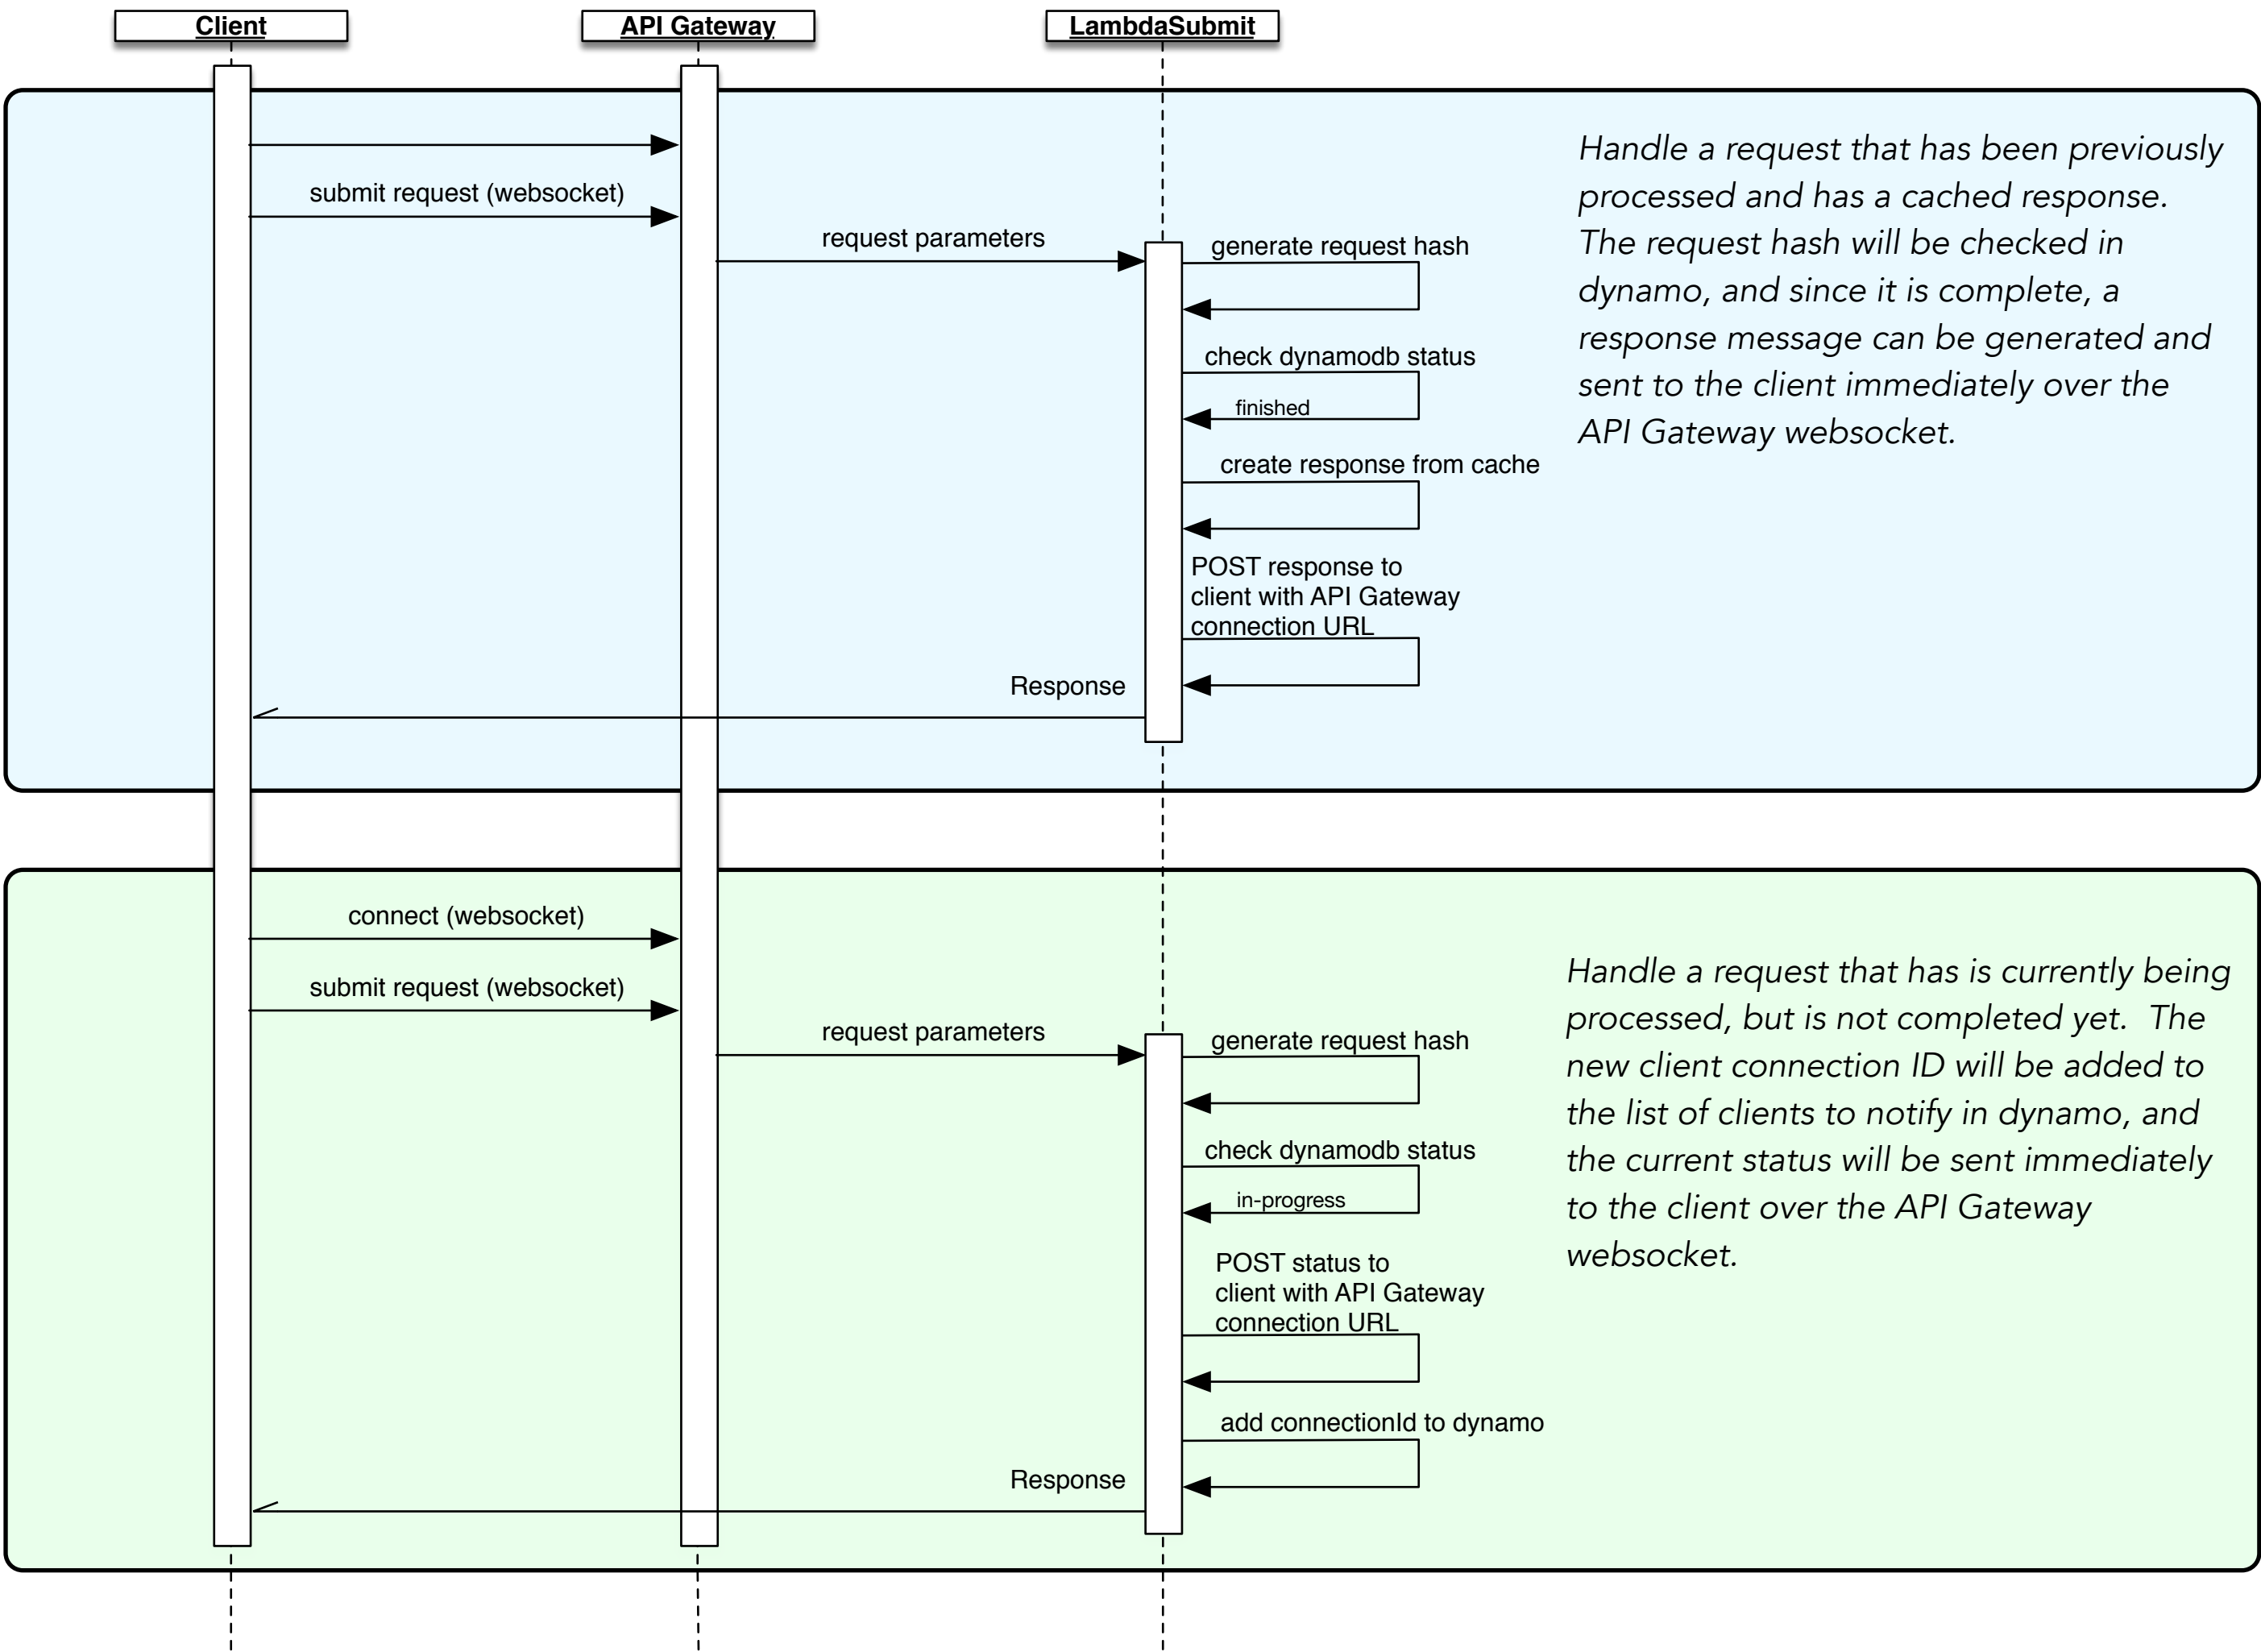 Client
API Gateway
LambdaSubmit
submit request (websocket)
request parameters
generate request hash
check dynamodb status
finished
create response from cache
POST response to
client with API Gateway
connection URL
Response
Handle a request that has been previously
processed and has a cached response.
The request hash will be checked in
dynamo, and since it is complete, a
response message can be generated and
sent to the client immediately over the
API Gateway websocket.
connect (websocket)
submit request (websocket)
request parameters
generate request hash
check dynamodb status
in-progress
POST status to
client with API Gateway
connection URL
add connectionId to dynamo
Response
Handle a request that has is currently being
processed, but is not completed yet.  The
new client connection ID will be added to
the list of clients to notify in dynamo, and
the current status will be sent immediately
to the client over the API Gateway
websocket.